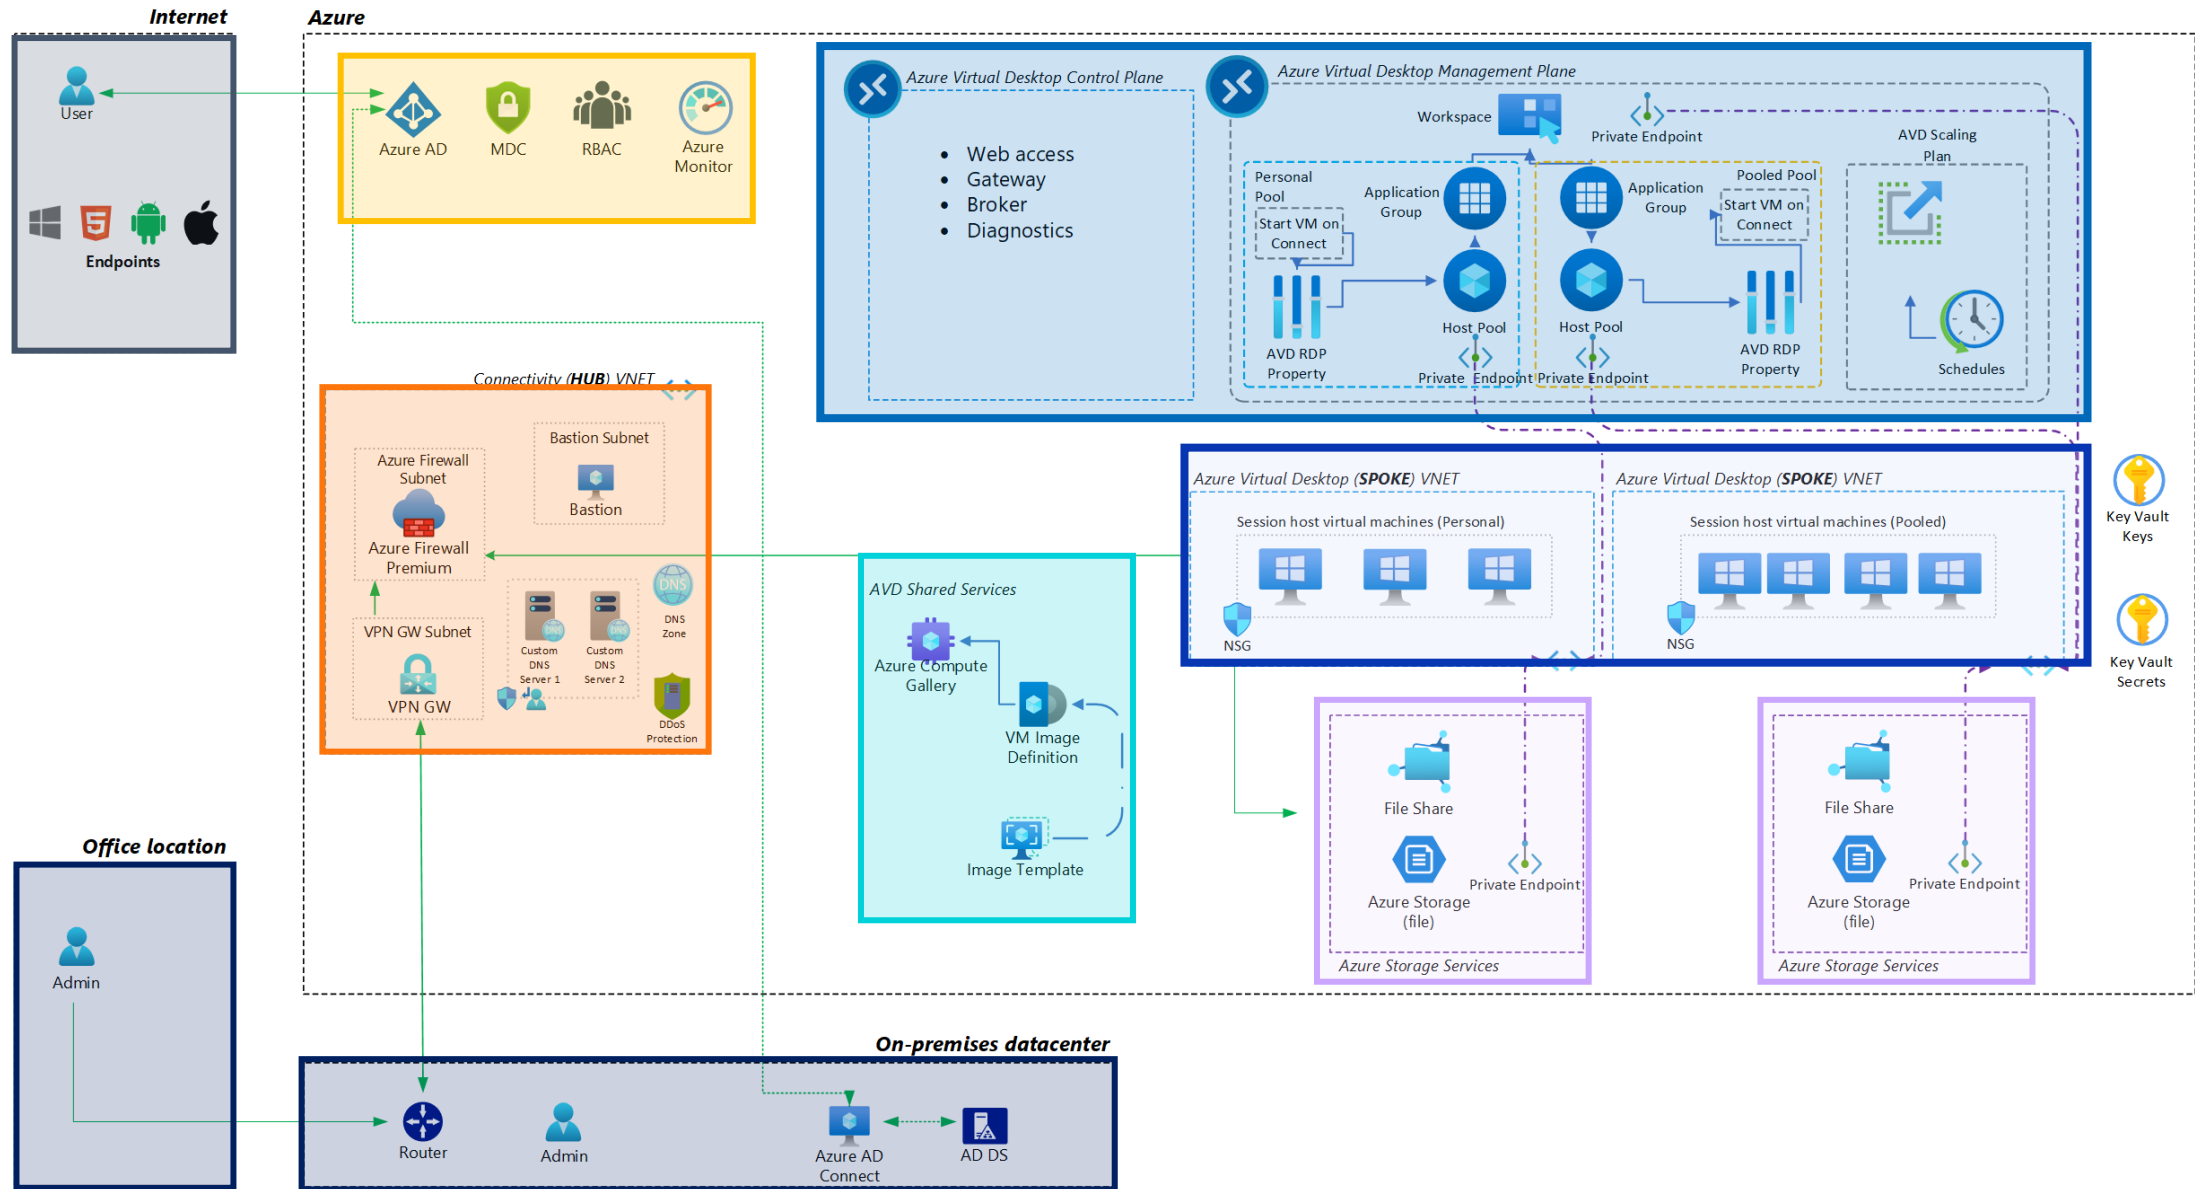 Internet
User
Endpoints
Azure
Azure AD
MDC
RBAC
Azure
Monitor
Azure Virtual Desktop Control Plane
• Web access
• Gateway
• Broker
• Diagnostics
Azure Virtual Desktop Management Plane
Workspace
Private Endpoint
Personal
Pool
Start VM on
Connect
Application
Group
AVD RDP
Property
Host Pool
Private Endpoint
Pooled Pool
Application
Group
Start VM on
Connect
Host Pool
Private Endpoint
AVD RDP
Property
AVD Scaling
Plan
Schedules
Connectivity (HUB) VNET
Azure Firewall
Subnet
Azure Firewall
Premium
Bastion Subnet
Bastion
VPN GW Subnet
VPN GW
Custom
DNS
Server 1
Custom
DNS
Server 2
DNS
DNS
Zone
DDoS
Protection
AVD Shared Services
Azure Compute
Gallery
VM Image
Definition
Image Template
Azure Virtual Desktop (SPOKE) VNET
Session host virtual machines (Personal)
NSG
Azure Virtual Desktop (SPOKE) VNET
Session host virtual machines (Pooled)
NSG
Key Vault
Keys
Key Vault
Secrets
File Share
Azure Storage
(file)
Private Endpoint
Azure Storage Services
File Share
Azure Storage
(file)
Private Endpoint
Azure Storage Services
Office location
Admin
On-premises datacenter
Router
Admin
Azure AD
Connect
AD DS